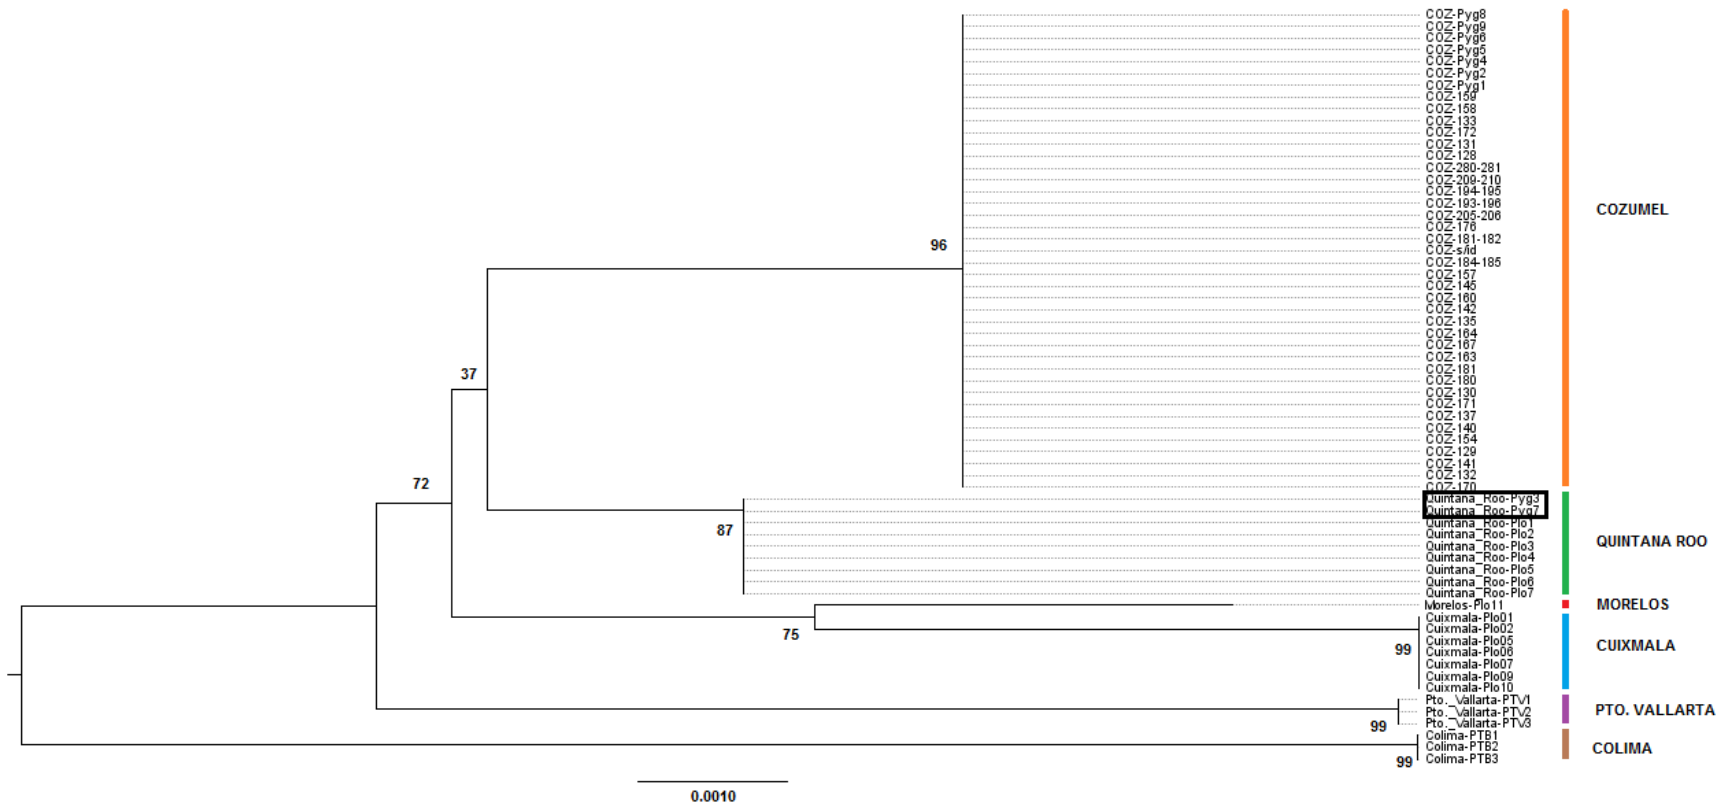 COZ-Pyg8
COZ-Pyg9
COZ-Pyg6
COZ-Pyg5
COZ-Pyg4
COZ-Pyg2
COZ-Pyg1
COZ-159
COZ-158
COZ-133
COZ-172
COZ-131
COZ-128
COZ-280-281
COZ-209-210
COZ-194-195
COZ-193-196
COZ-205-206
COZ-176
COZ-181-182
COZ-s/id
COZ-184-185
COZ-157
COZ-145
COZ-160
COZ-142
COZ-135
COZ-164
COZ-167
COZ-163
COZ-181
COZ-180
COZ-130
COZ-171
COZ-137
COZ-140
COZ-154
COZ-129
COZ-141
COZ-132
COZ-170
Quintana_Roo-Pyg3
Quintana_Roo-Pyg7
Quintana_Roo-Plo1
Quintana_Roo-Plo2
Quintana_Roo-Plo3
Quintana_Roo-Plo4
Quintana_Roo-Plo5
Quintana_Roo-Plo6
Quintana_Roo-Plo7
Morelos-Plo11
Cuixmala-Plo01
Cuixmala-Plo02
Cuixmala-Plo05
Cuixmala-Plo06
Cuixmala-Plo07
Cuixmala-Plo09
Cuixmala-Plo10
Pto._Vallarta-PTV1
Pto._Vallarta-PTV2
Pto._Vallarta-PTV3
Colima-PTB1
Colima-PTB2
Colima-PTB3
COZUMEL
QUINTANA ROO
MORELOS
CUIXMALA
PTO. VALLARTA
COLIMA
96
37
72
87
75
99
99
99
0.0010